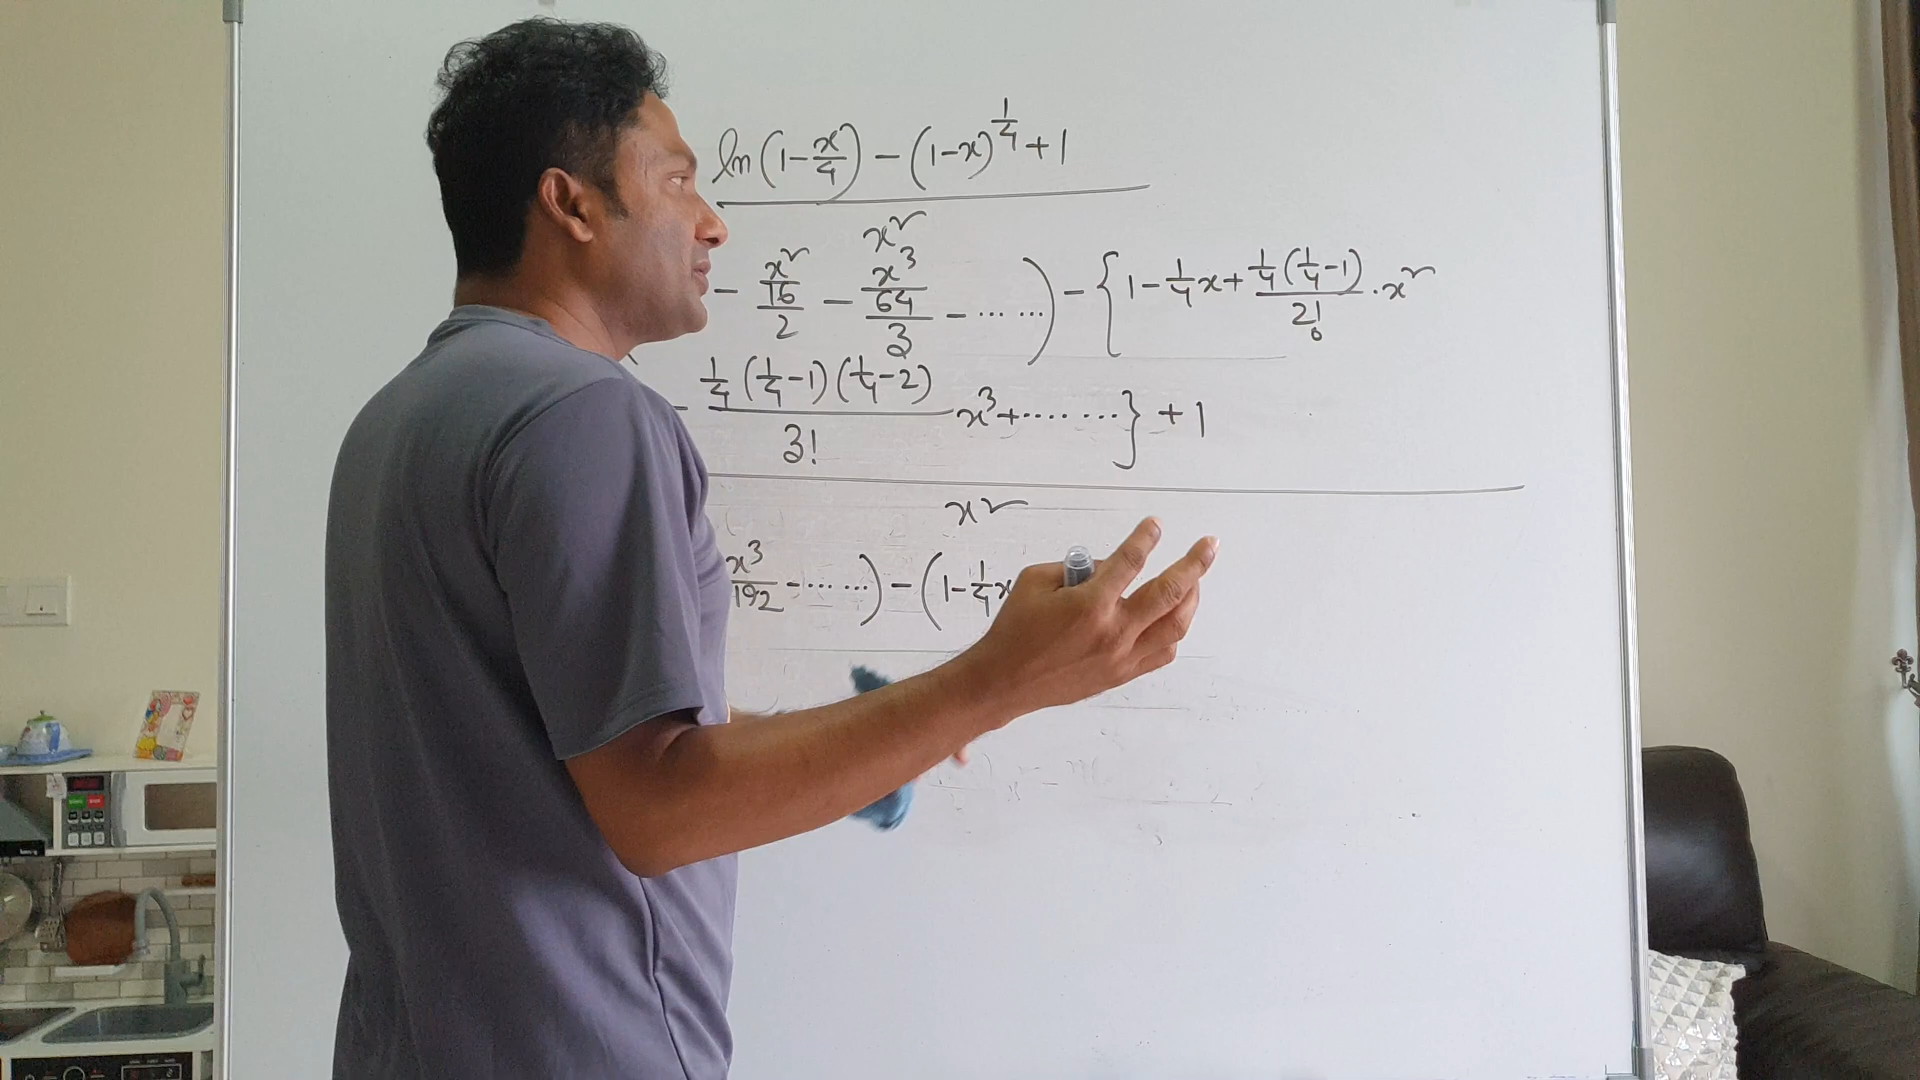 ln(1-x/4) - (1-x)^(1/4) + 1
x²
- (x²/16)/2 - (x³/64)/3 - ... ...) - {1 - 1/4 x + (1/4(1/4-1))/2! · x²
- (1/4(1/4-1)(1/4-2))/3! x³ + ... ...} + 1
x²
x³/192 - ... ...) - (1 - 1/4 x